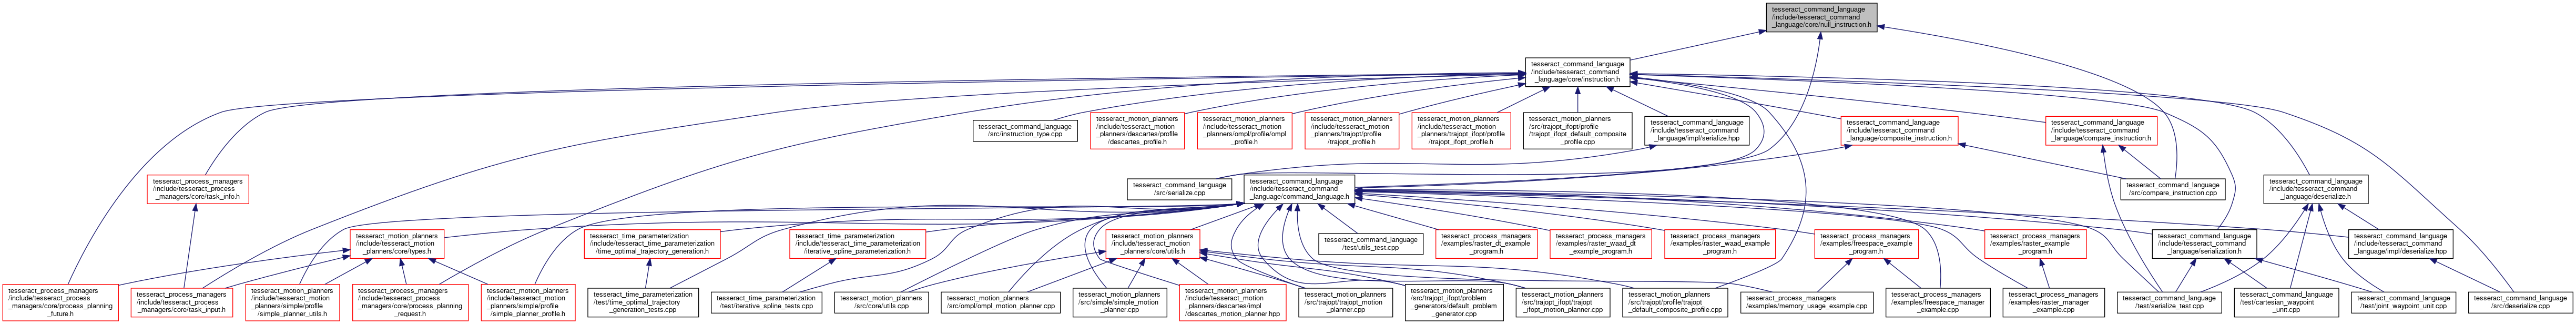 tesseract_command_language
/include/tesseract_command
_language/core/null_instruction.h
tesseract_command_language
/include/tesseract_command
_language/core/instruction.h
tesseract_command_language
/src/instruction_type.cpp
tesseract_motion_planners
/include/tesseract_motion
_planners/descartes/profile
/descartes_profile.h
tesseract_motion_planners
/include/tesseract_motion
_planners/ompl/profile/ompl
_profile.h
tesseract_motion_planners
/include/tesseract_motion
_planners/trajopt/profile
/trajopt_profile.h
tesseract_motion_planners
/include/tesseract_motion
_planners/trajopt_ifopt/profile
/trajopt_ifopt_profile.h
tesseract_motion_planners
/src/trajopt_ifopt/profile
/trajopt_ifopt_default_composite
_profile.cpp
tesseract_command_language
/include/tesseract_command
_language/impl/serialize.hpp
tesseract_command_language
/include/tesseract_command
_language/composite_instruction.h
tesseract_command_language
/include/tesseract_command
_language/compare_instruction.h
tesseract_process_managers
/include/tesseract_process
_managers/core/task_info.h
tesseract_command_language
/src/serialize.cpp
tesseract_command_language
/include/tesseract_command
_language/command_language.h
tesseract_command_language
/src/compare_instruction.cpp
tesseract_command_language
/include/tesseract_command
_language/deserialize.h
tesseract_motion_planners
/include/tesseract_motion
_planners/core/types.h
tesseract_time_parameterization
/include/tesseract_time_parameterization
/time_optimal_trajectory_generation.h
tesseract_time_parameterization
/include/tesseract_time_parameterization
/iterative_spline_parameterization.h
tesseract_motion_planners
/include/tesseract_motion
_planners/core/utils.h
tesseract_command_language
/test/utils_test.cpp
tesseract_process_managers
/examples/raster_dt_example
_program.h
tesseract_process_managers
/examples/raster_waad_dt
_example_program.h
tesseract_process_managers
/examples/raster_waad_example
_program.h
tesseract_process_managers
/examples/freespace_example
_program.h
tesseract_process_managers
/examples/raster_example
_program.h
tesseract_command_language
/include/tesseract_command
_language/serialization.h
tesseract_command_language
/include/tesseract_command
_language/impl/deserialize.hpp
tesseract_process_managers
/include/tesseract_process
_managers/core/process_planning
_future.h
tesseract_process_managers
/include/tesseract_process
_managers/core/task_input.h
tesseract_motion_planners
/include/tesseract_motion
_planners/simple/profile
/simple_planner_utils.h
tesseract_process_managers
/include/tesseract_process
_managers/core/process_planning
_request.h
tesseract_motion_planners
/include/tesseract_motion
_planners/simple/profile
/simple_planner_profile.h
tesseract_time_parameterization
/test/time_optimal_trajectory
_generation_tests.cpp
tesseract_time_parameterization
/test/iterative_spline_tests.cpp
tesseract_motion_planners
/src/core/utils.cpp
tesseract_motion_planners
/src/ompl/ompl_motion_planner.cpp
tesseract_motion_planners
/src/simple/simple_motion
_planner.cpp
tesseract_motion_planners
/include/tesseract_motion
_planners/descartes/impl
/descartes_motion_planner.hpp
tesseract_motion_planners
/src/trajopt/trajopt_motion
_planner.cpp
tesseract_motion_planners
/src/trajopt_ifopt/problem
_generators/default_problem
_generator.cpp
tesseract_motion_planners
/src/trajopt_ifopt/trajopt
_ifopt_motion_planner.cpp
tesseract_motion_planners
/src/trajopt/profile/trajopt
_default_composite_profile.cpp
tesseract_process_managers
/examples/memory_usage_example.cpp
tesseract_process_managers
/examples/freespace_manager
_example.cpp
tesseract_process_managers
/examples/raster_manager
_example.cpp
tesseract_command_language
/test/serialize_test.cpp
tesseract_command_language
/test/cartesian_waypoint
_unit.cpp
tesseract_command_language
/test/joint_waypoint_unit.cpp
tesseract_command_language
/src/deserialize.cpp